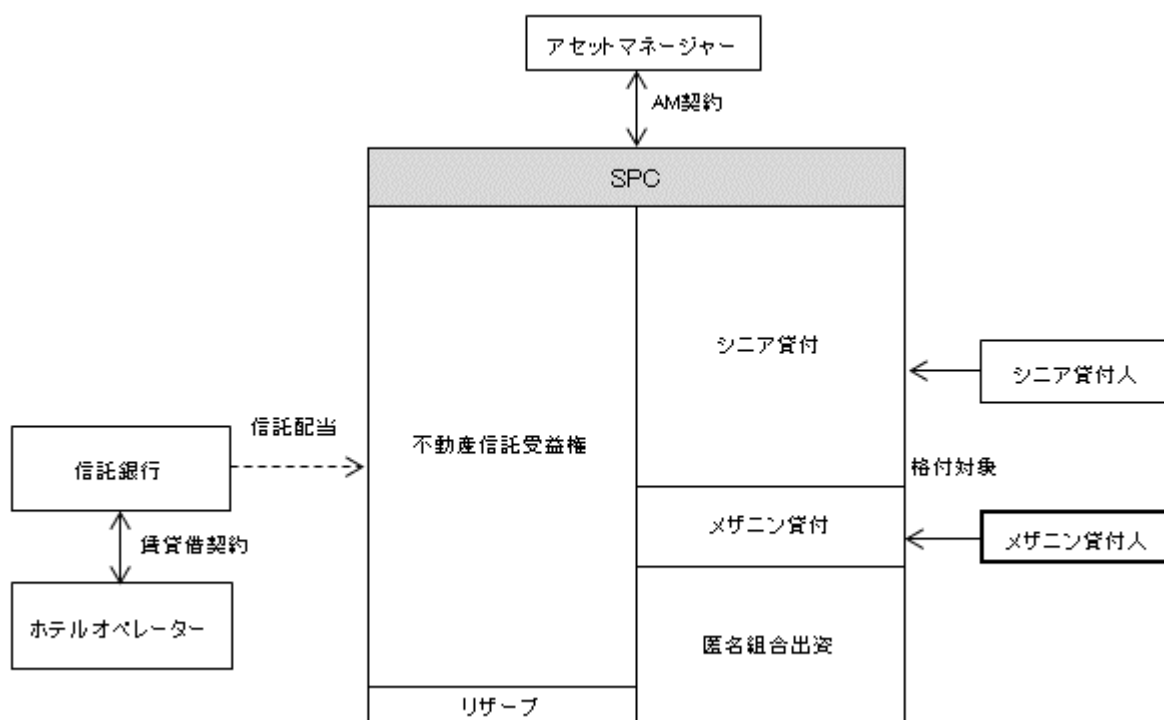 アセットマネージャー
AM契約
SPC
シニア貸付
シニア貸付人
信託配当
不動産信託受益権
信託銀行
格付対象
メザニン貸付
メザニン貸付人
賃貸借契約
ホテルオペレーター
匿名組合出資
リザーブ